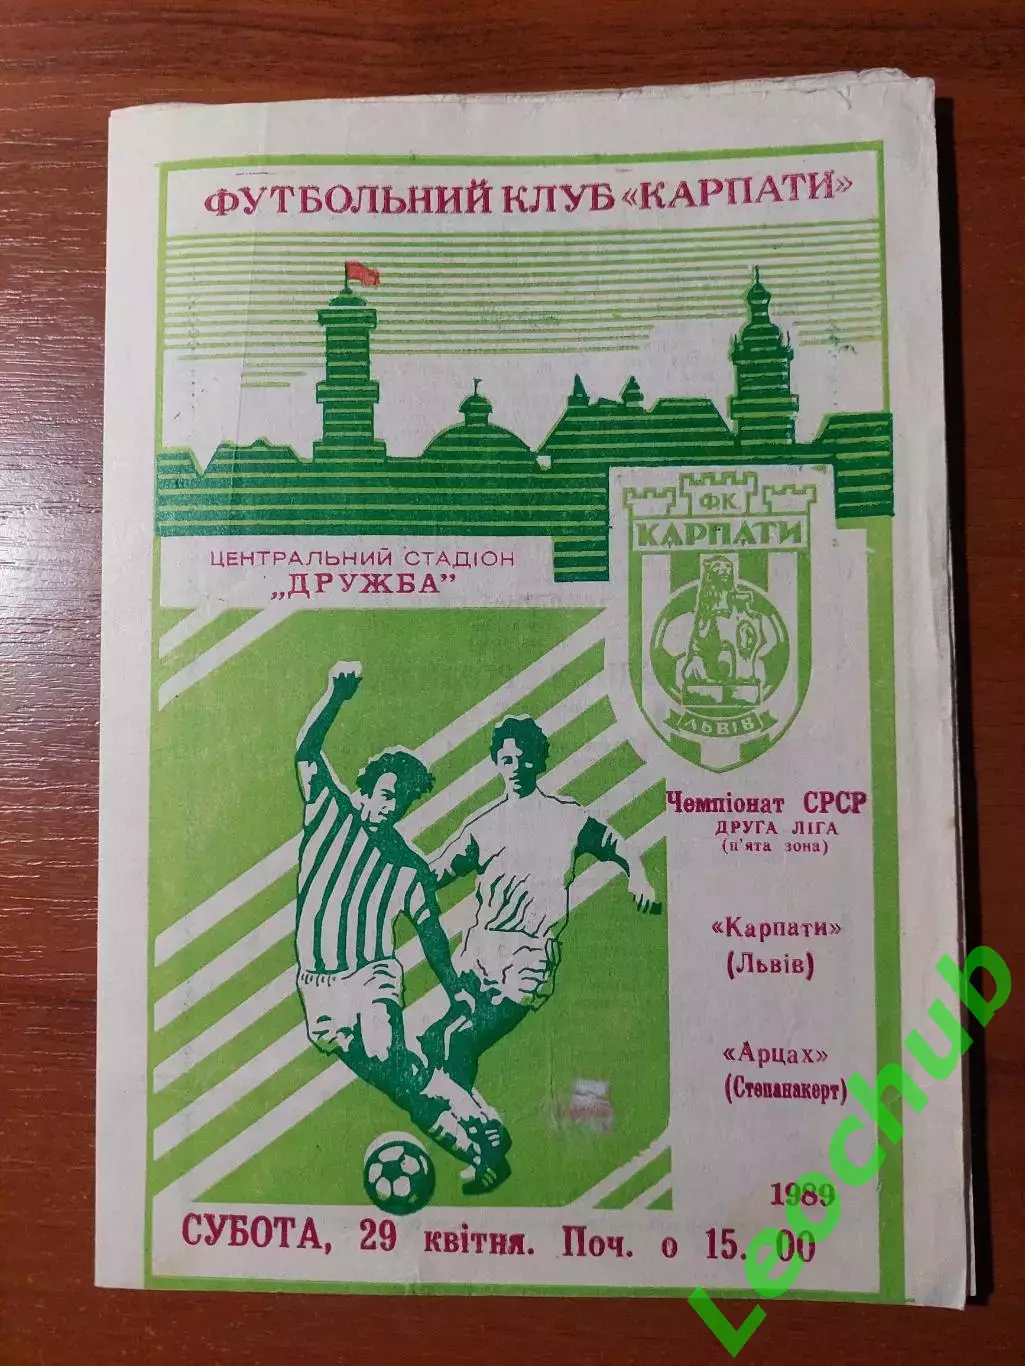 ФУТБОЛЬНИЙ КЛУБ «КАРПАТИ»
ФК
КАРПАТИ
ЛЬВІВ
ЦЕНТРАЛЬНИЙ СТАДІОН
„ДРУЖБА”
Чемпіонат СРСР
ДРУГА ЛІГА
(п'ята зона)
«Карпати»
(Львів)
«Арцах»
(Степанакерт)
1989
СУБОТА, 29 квітня. Поч. о 15. 00
Leochub